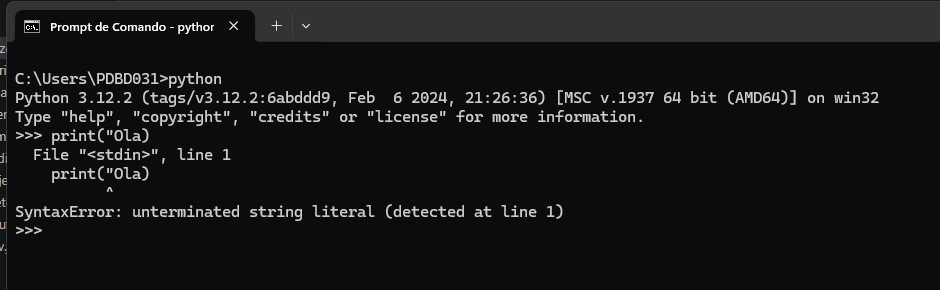 Prompt de Comando - python
C:\Users\PDBD031>python
Python 3.12.2 (tags/v3.12.2:6abddd9, Feb  6 2024, 21:26:36) [MSC v.1937 64 bit (AMD64)] on win32
Type "help", "copyright", "credits" or "license" for more information.
>>> print("Ola)
  File "<stdin>", line 1
    print("Ola)
          ^
SyntaxError: unterminated string literal (detected at line 1)
>>>